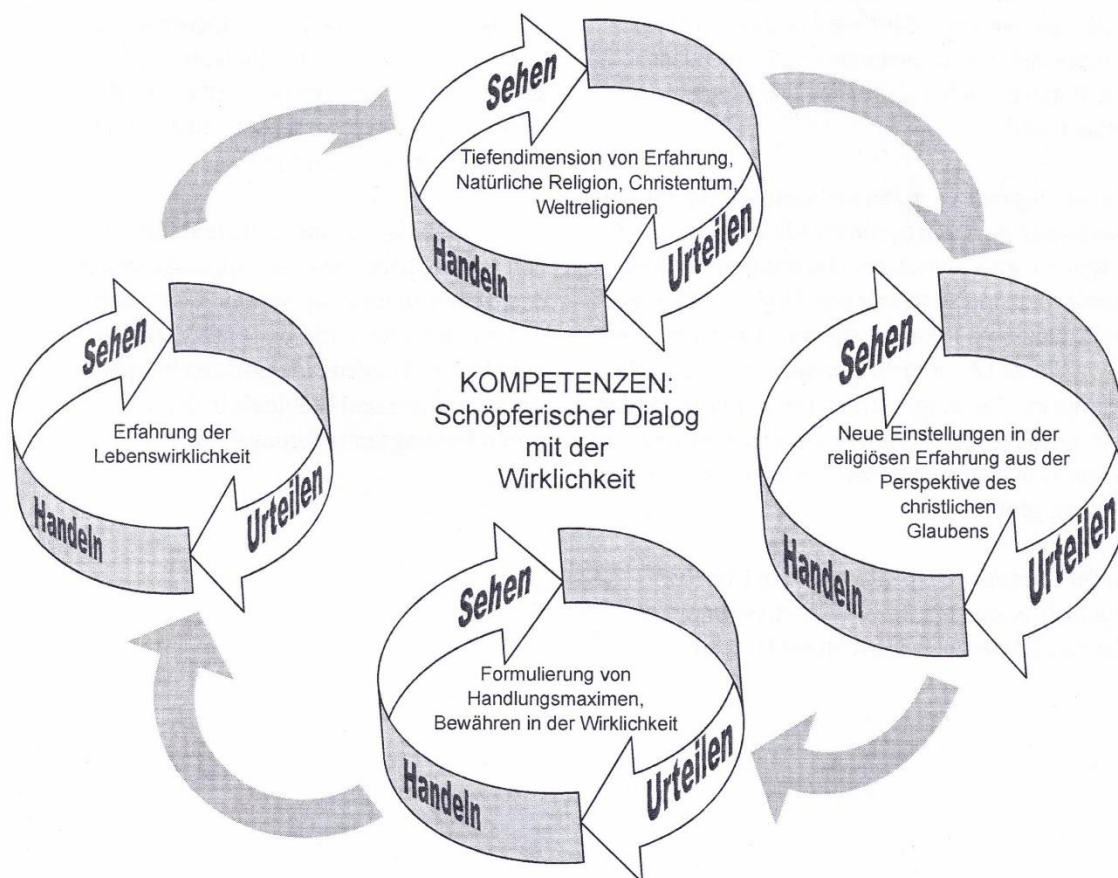 Sehen
Tiefendimension von Erfahrung,
Natürliche Religion, Christentum,
Weltreligionen
Urteilen
Handeln
Sehen
Erfahrung der
Lebenswirklichkeit
Urteilen
Handeln
KOMPETENZEN:
Schöpferischer Dialog
mit der
Wirklichkeit
Sehen
Neue Einstellungen in der
religiösen Erfahrung aus der
Perspektive des
christlichen
Glaubens
Urteilen
Handeln
Sehen
Formulierung von
Handlungsmaximen,
Bewähren in der Wirklichkeit
Urteilen
Handeln